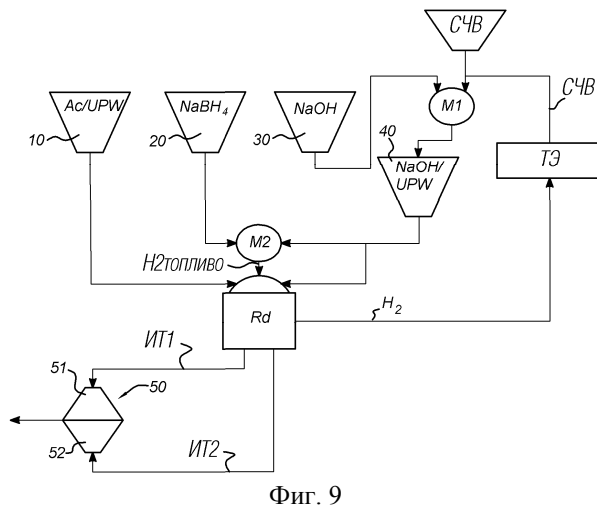 СЧВ
Ac/UPW
NaBH4
NaOH
M1
СЧВ
10
20
30
40
NaOH/
UPW
ТЭ
M2
H2ТОПЛИВО
Rd
H2
ИТ1
51
50
52
ИТ2
Фиг. 9